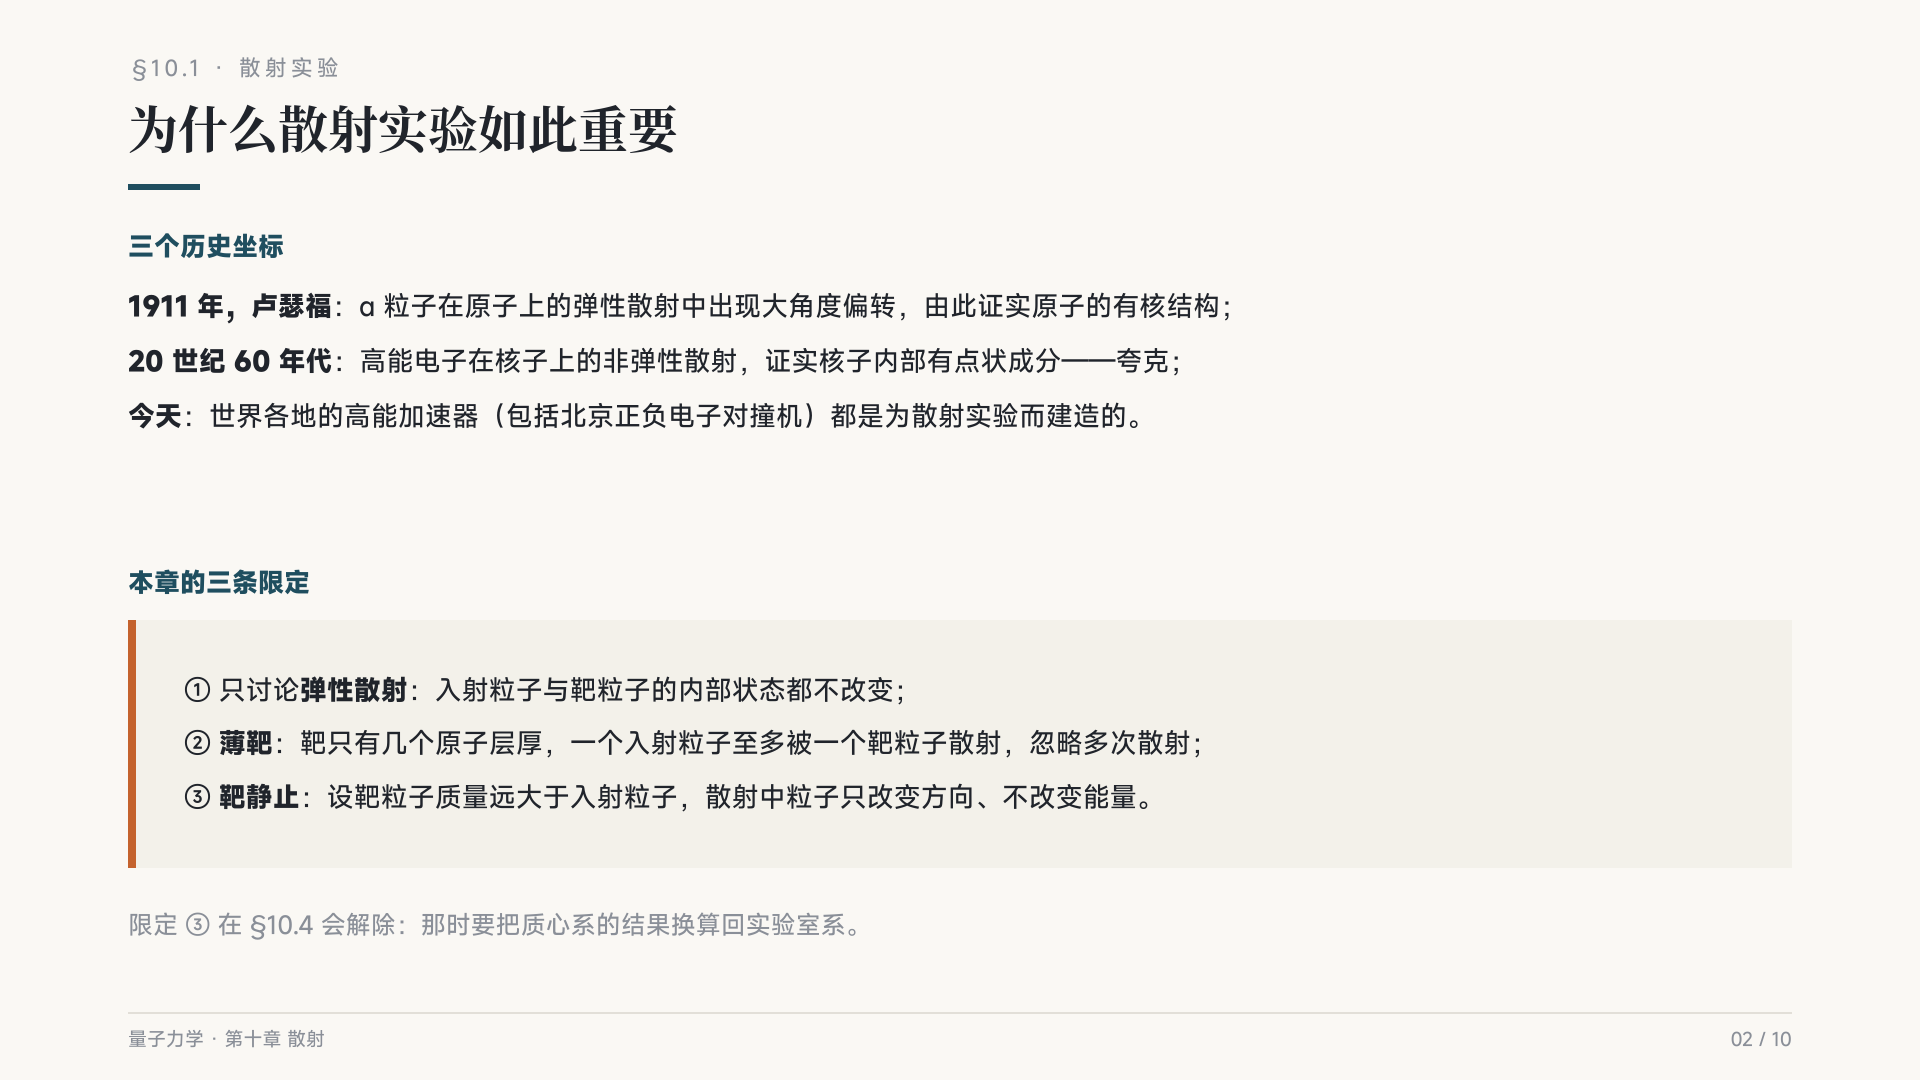 §10.1 · 散射实验
为什么散射实验如此重要
三个历史坐标
1911 年，卢瑟福：α 粒子在原子上的弹性散射中出现大角度偏转，由此证实原子的有核结构；
20 世纪 60 年代：高能电子在核子上的非弹性散射，证实核子内部有点状成分——夸克；
今天：世界各地的高能加速器（包括北京正负电子对撞机）都是为散射实验而建造的。
本章的三条限定
① 只讨论弹性散射：入射粒子与靶粒子的内部状态都不改变；
② 薄靶：靶只有几个原子层厚，一个入射粒子至多被一个靶粒子散射，忽略多次散射；
③ 靶静止：设靶粒子质量远大于入射粒子，散射中粒子只改变方向、不改变能量。
限定 ③ 在 §10.4 会解除：那时要把质心系的结果换算回实验室系。
量子力学 · 第十章 散射
02 / 10